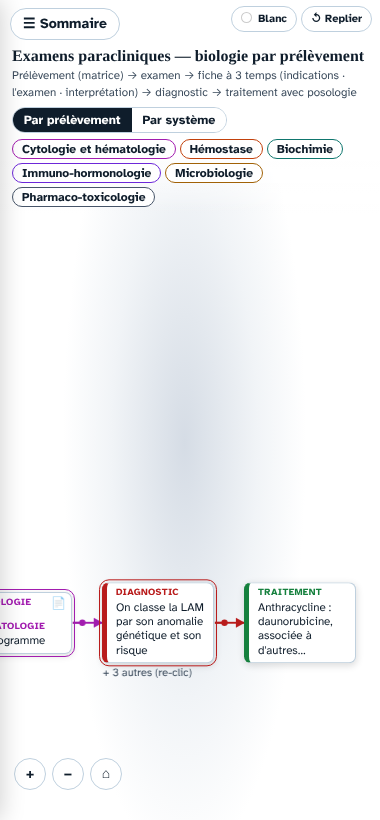 ☰ Sommaire
Blanc
↺ Replier
Examens paracliniques — biologie par prélèvement
Prélèvement (matrice) → examen → fiche à 3 temps (indications ·
l'examen · interprétation) → diagnostic → traitement avec posologie
Par prélèvement
Par système
Cytologie et hématologie
Hémostase
Biochimie
Immuno-hormonologie
Microbiologie
Pharmaco-toxicologie
LOGIE
ATOLOGIE
ogramme
DIAGNOSTIC
On classe la LAM
par son anomalie
génétique et son
risque
+ 3 autres (re-clic)
TRAITEMENT
Anthracycline :
daunorubicine,
associée à
d'autres…
+
−
⌂